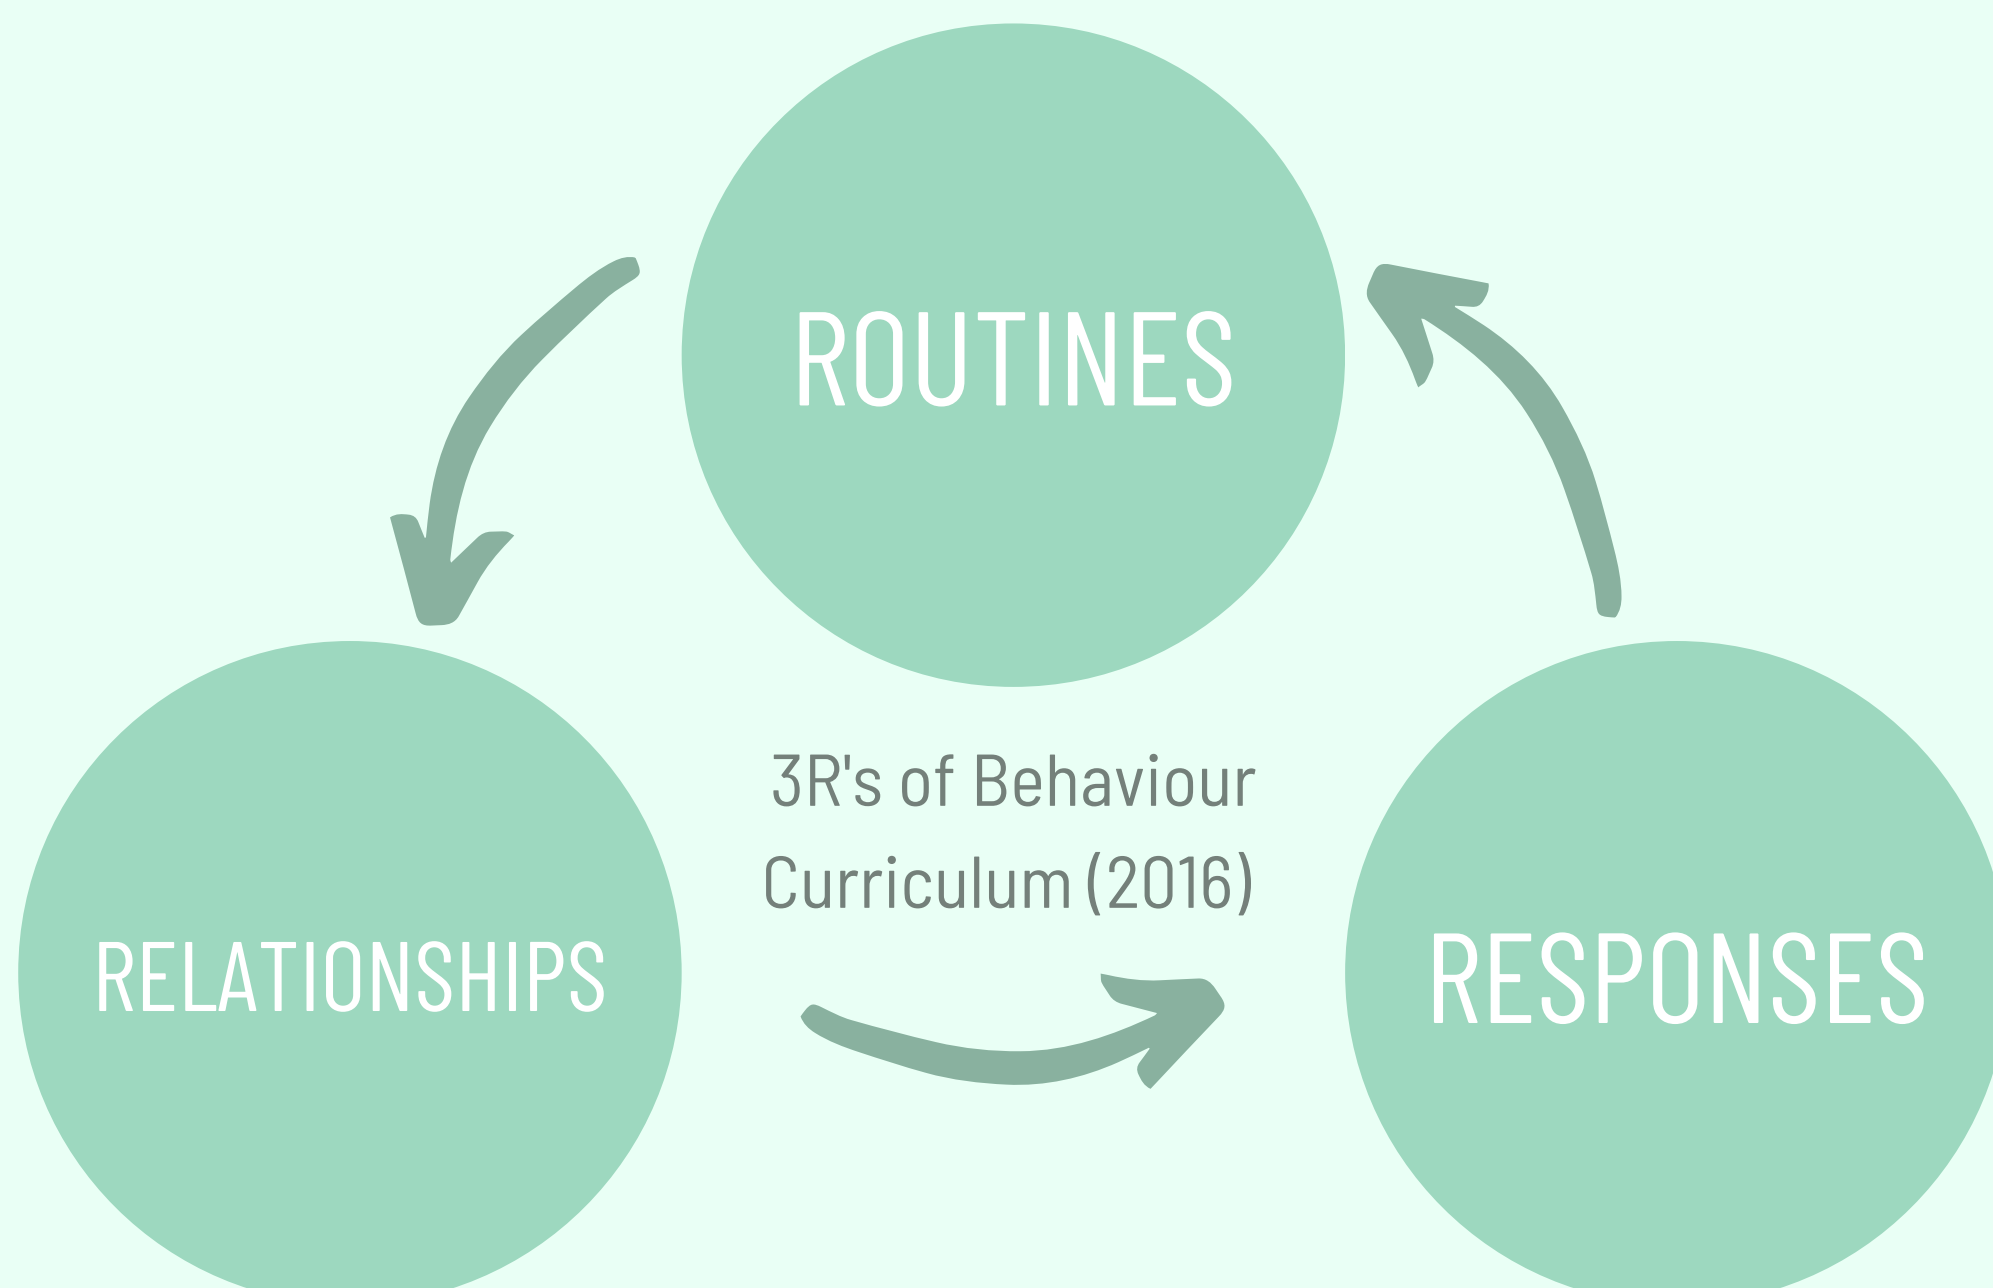 ROUTINES
3R's of Behaviour
Curriculum (2016)
RELATIONSHIPS
RESPONSES